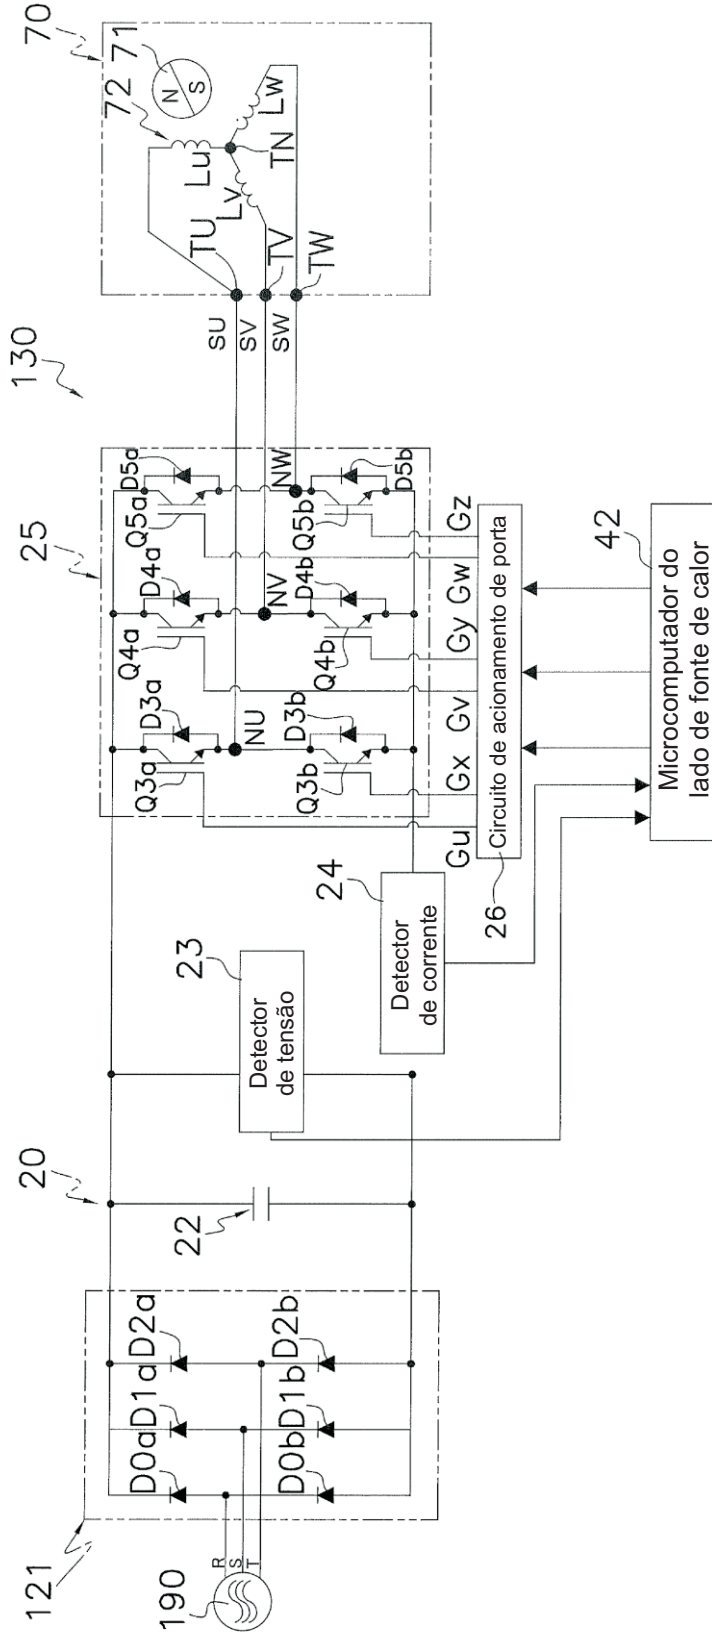 130
70
71
72
N
S
Lu
Lv
Lw
TN
TU
TV
TW
SU
SV
SW
25
Q3a
D3a
Q4a
D4a
Q5a
D5a
NU
NV
NW
Q3b
D3b
Q4b
D4b
Q5b
D5b
Gu
Gx
Gv
Gy
Gw
Gz
26
Circuito de acionamento de porta
42
Microcomputador do
lado de fonte de calor
24
Detector
de corrente
23
Detector
de tensão
20
22
121
D0a
D1a
D2a
D0b
D1b
D2b
R
S
T
190